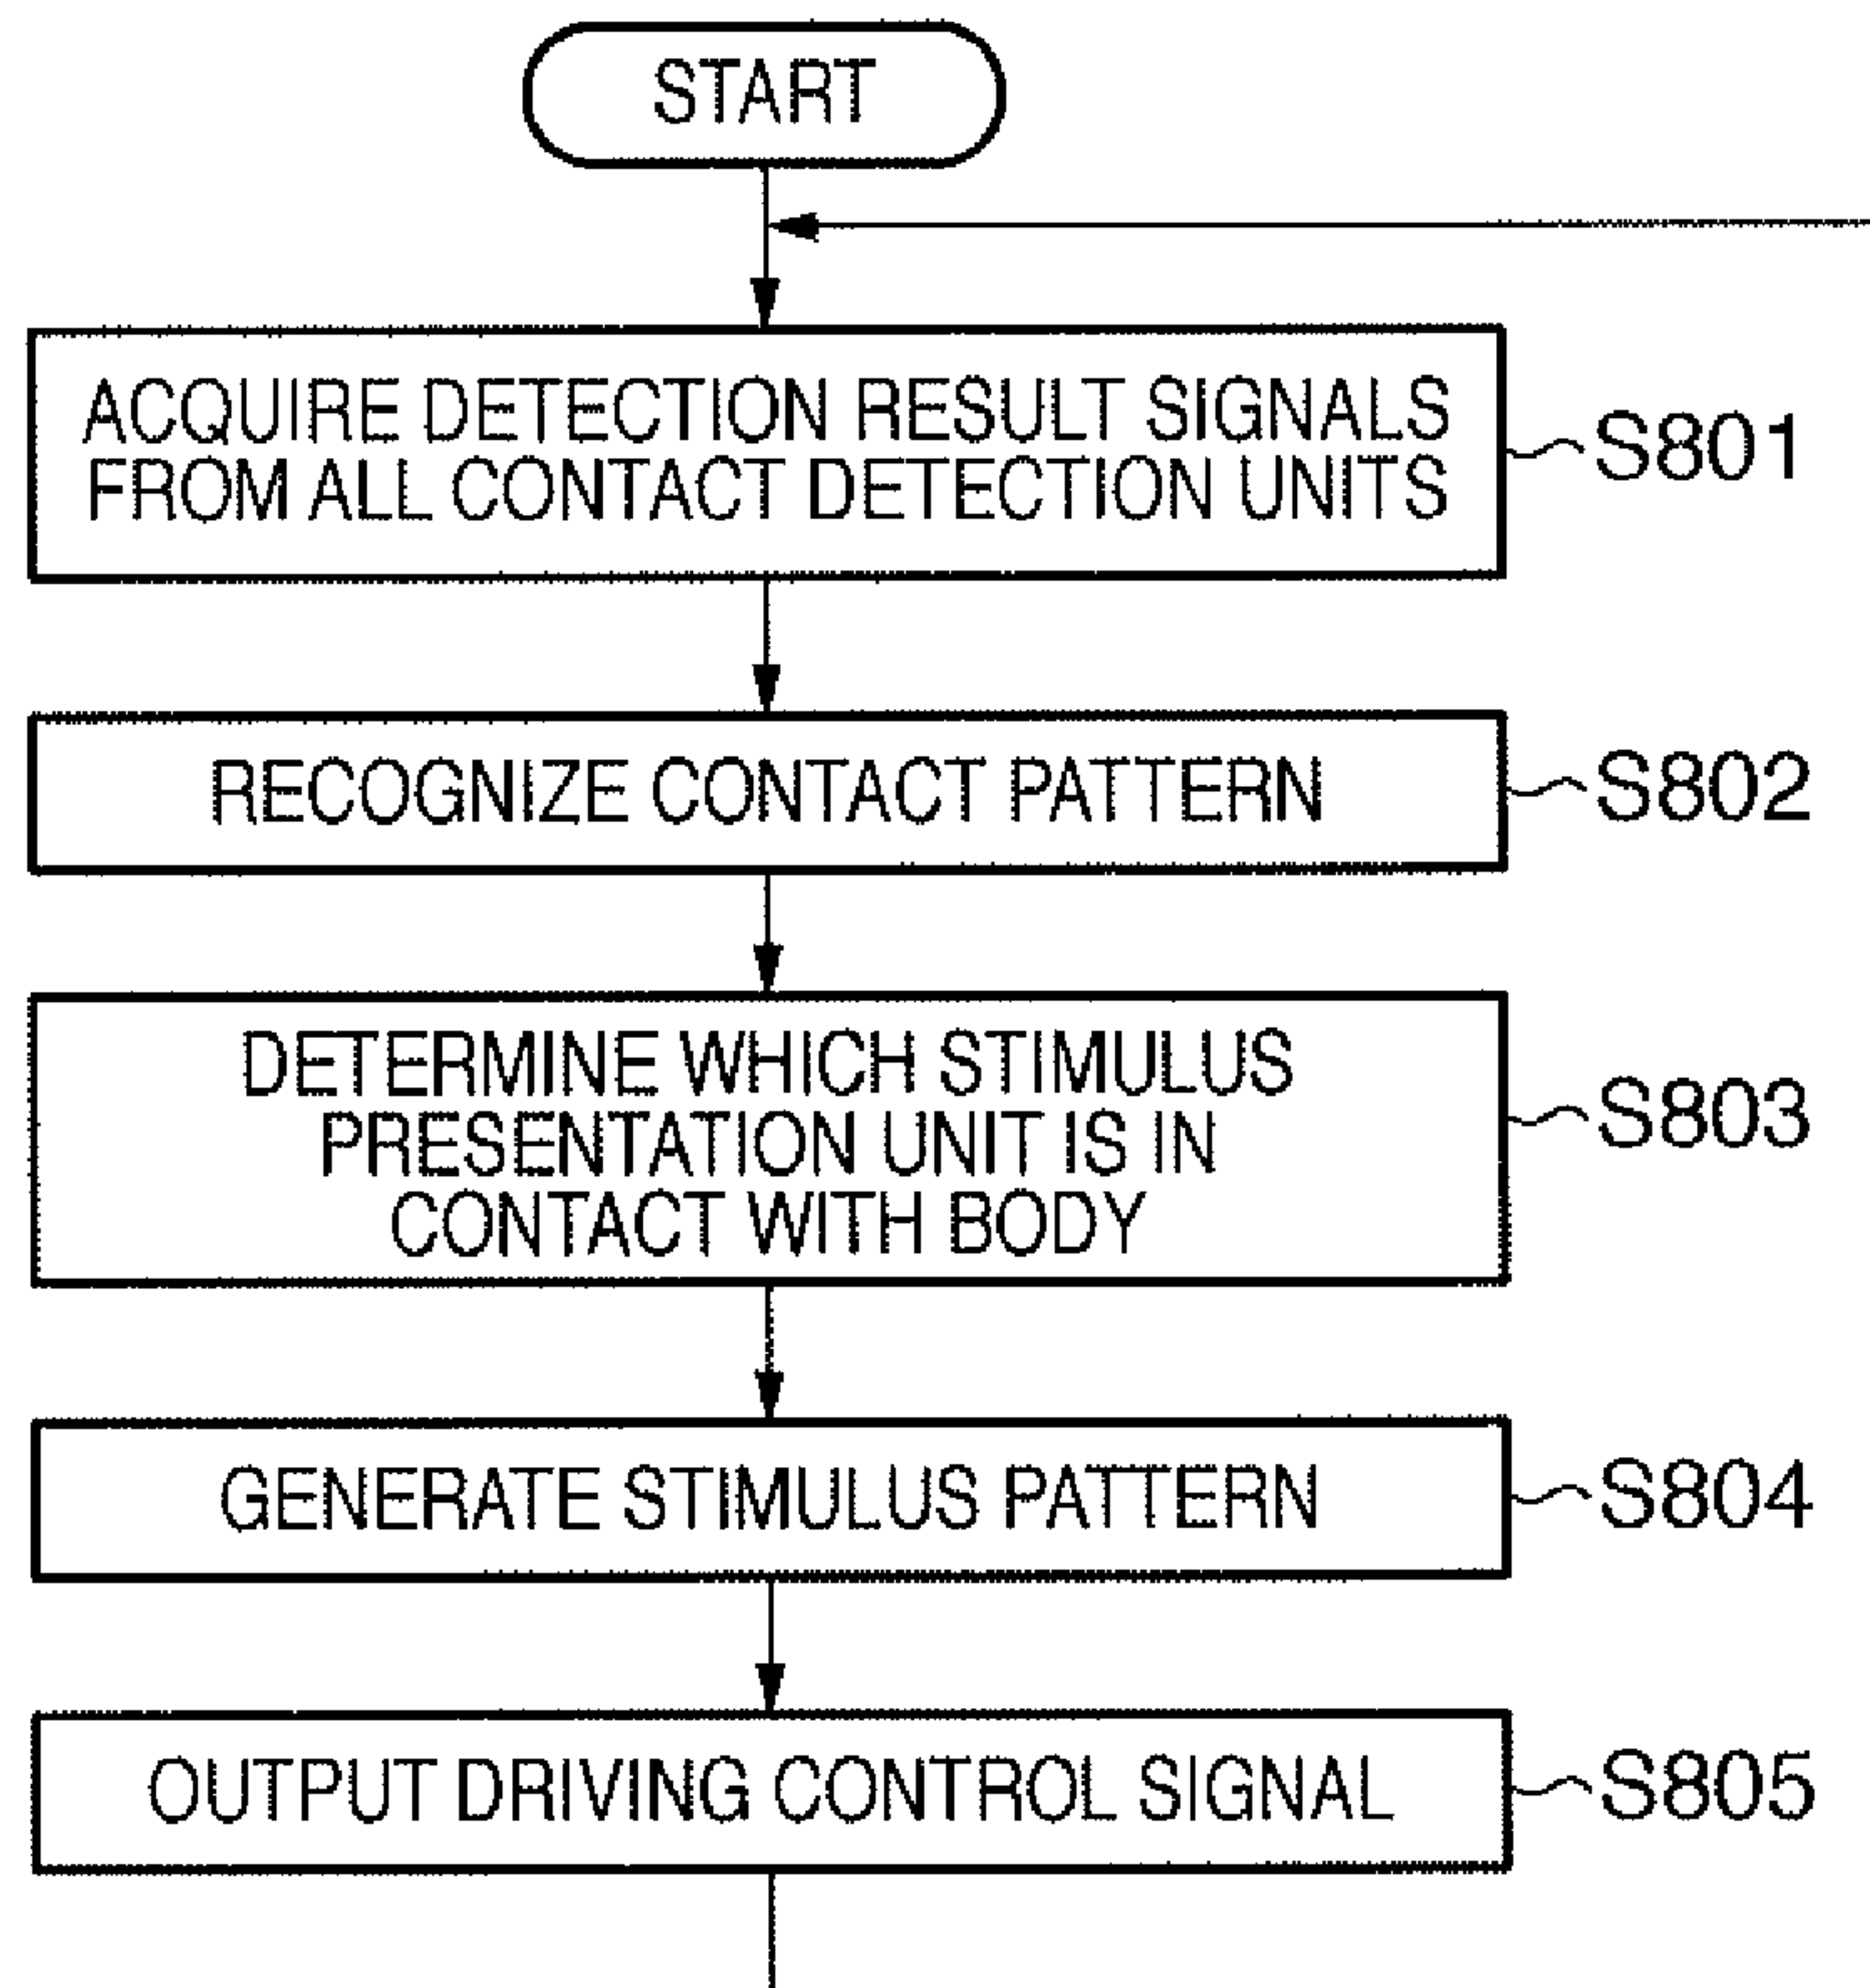 START
ACQUIRE DETECTION RESULT SIGNALS
FROM ALL CONTACT DETECTION UNITS
S801
RECOGNIZE CONTACT PATTERN
S802
DETERMINE WHICH STIMULUS
PRESENTATION UNIT IS IN
CONTACT WITH BODY
S803
GENERATE STIMULUS PATTERN
S804
OUTPUT DRIVING CONTROL SIGNAL
S805